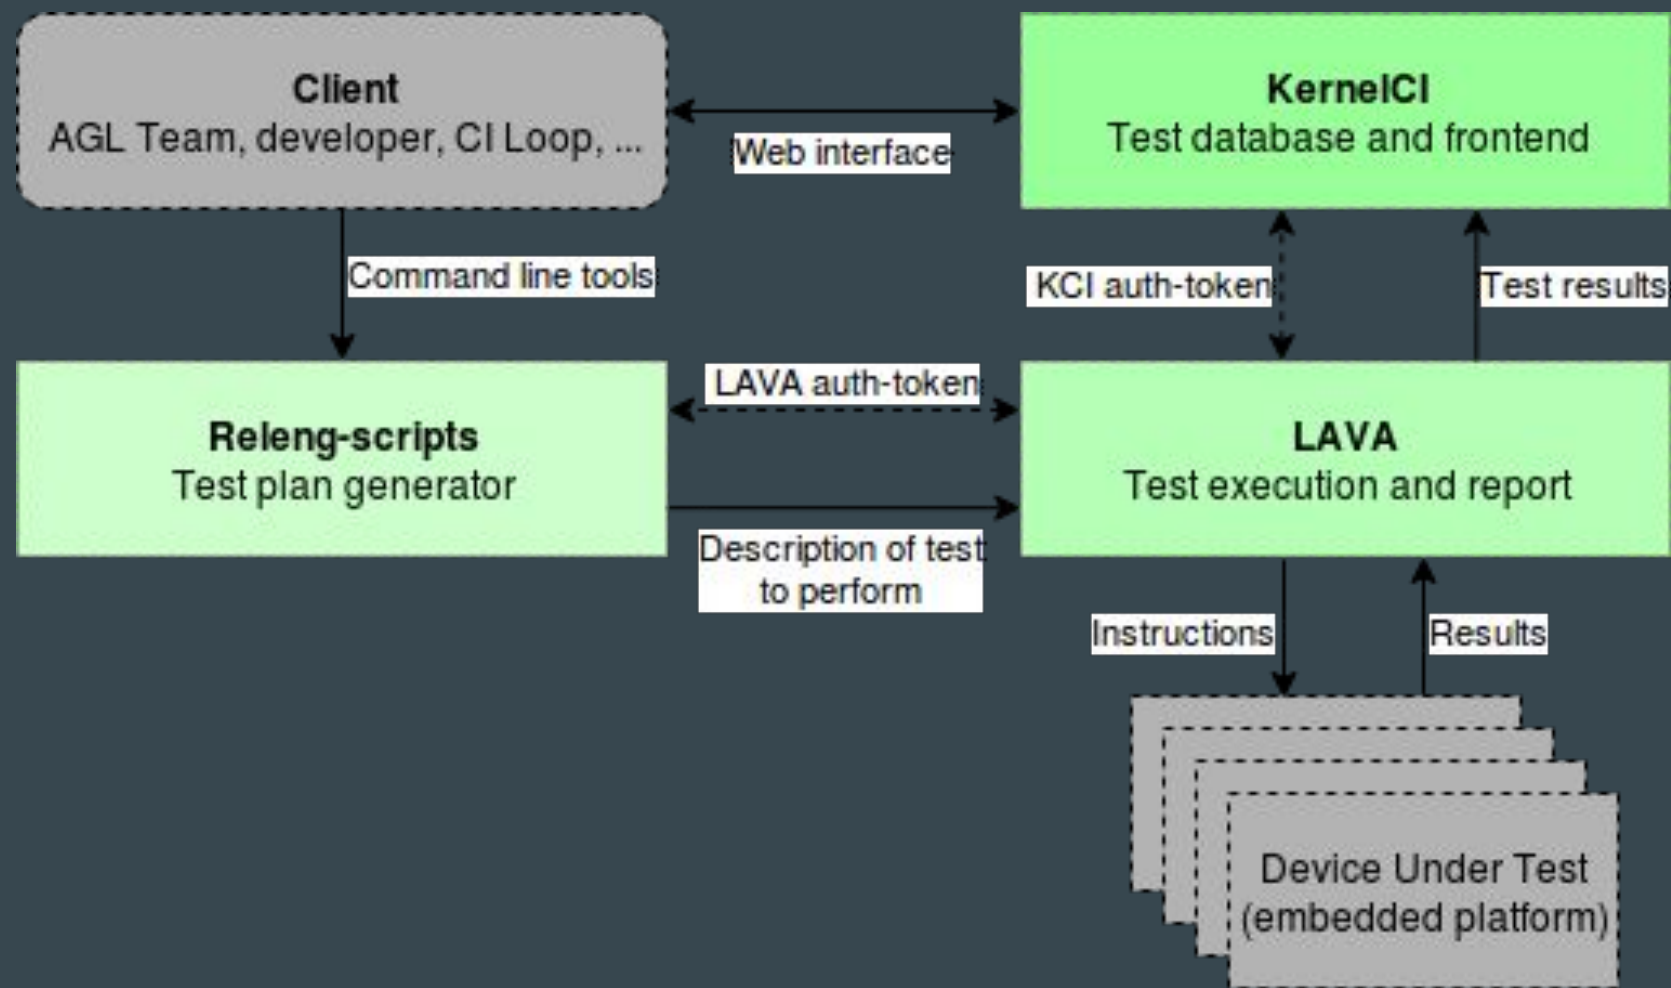 Client
AGL Team, developer, CI Loop, ...
KernelCI
Test database and frontend
Web interface
Command line tools
KCI auth-token
Test results
Releng-scripts
Test plan generator
LAVA auth-token
Description of test
to perform
LAVA
Test execution and report
Instructions
Results
Device Under Test
(embedded platform)